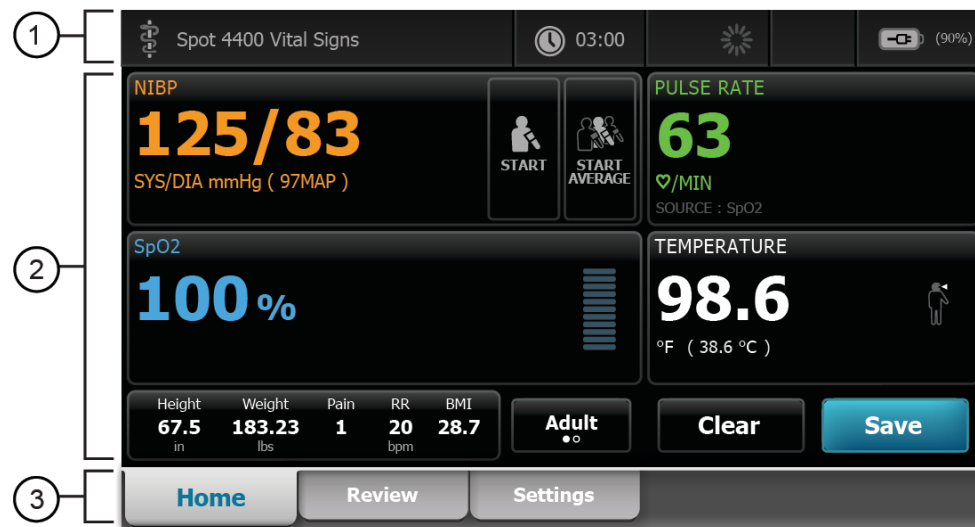 1
Spot 4400 Vital Signs
03:00
(90%)
2
NIBP
125/83
SYS/DIA mmHg ( 97MAP )
START
START
AVERAGE
PULSE RATE
63
♡/MIN
SOURCE : SpO2
SpO2
100 %
TEMPERATURE
98.6
°F ( 38.6 °C )
Height Weight Pain RR BMI
67.5 183.23 1 20 28.7
in lbs bpm
Adult
Clear
Save
3
Home
Review
Settings